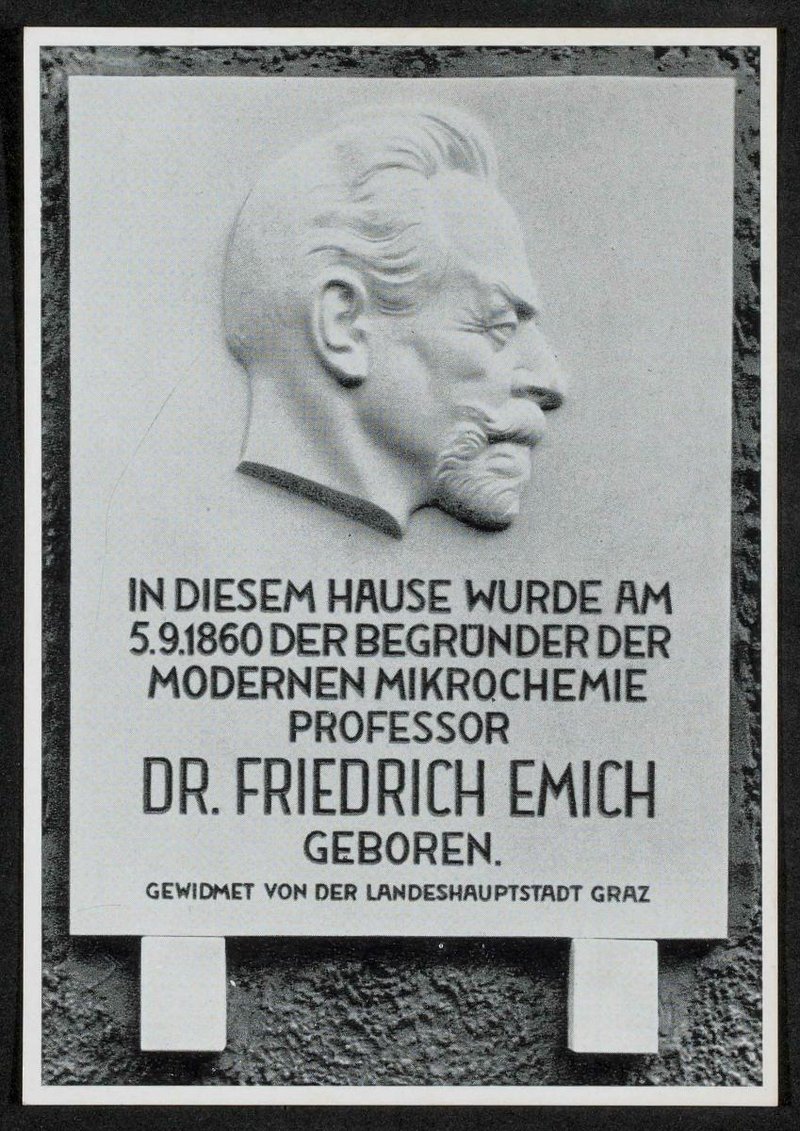 IN DIESEM HAUSE WURDE AM
5.9.1860 DER BEGRÜNDER DER
MODERNEN MIKROCHEMIE
PROFESSOR
DR. FRIEDRICH EMICH
GEBOREN.
GEWIDMET VON DER LANDESHAUPTSTADT GRAZ